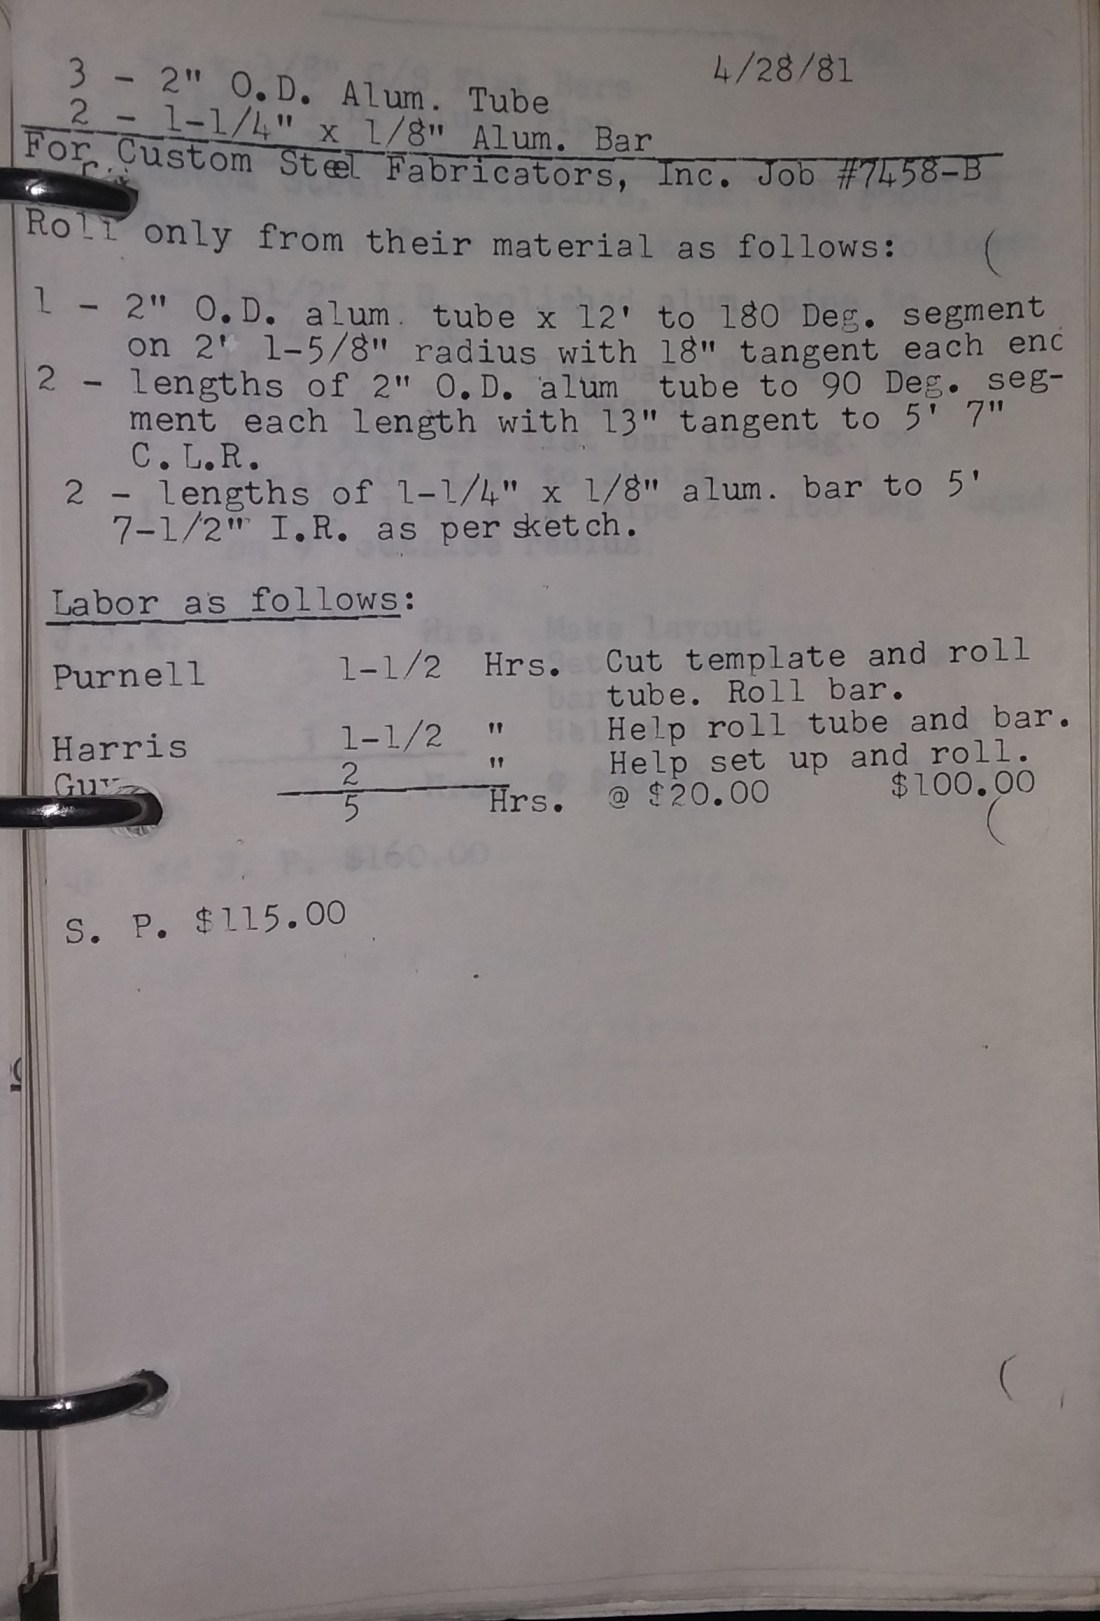 3 - 2" O.D. Alum. Tube 4/28/81
2 - 1-1/4" x 1/8" Alum. Bar
For Custom Steel Fabricators, Inc. Job #7458-B
Roll only from their material as follows:
1 - 2" O.D. alum. tube x 12' to 180 Deg. segment
on 2' 1-5/8" radius with 18" tangent each enc
2 - lengths of 2" O.D. alum tube to 90 Deg. seg-
ment each length with 13" tangent to 5' 7"
C.L.R.
2 - lengths of 1-1/4" x 1/8" alum. bar to 5'
7-1/2" I.R. as per sketch.
Labor as follows:
Purnell 1-1/2 Hrs. Cut template and roll
tube. Roll bar.
Harris 1-1/2 " Help roll tube and bar.
Guy 2 " Help set up and roll.
5 Hrs. @ $20.00 $100.00
S. P. $115.00